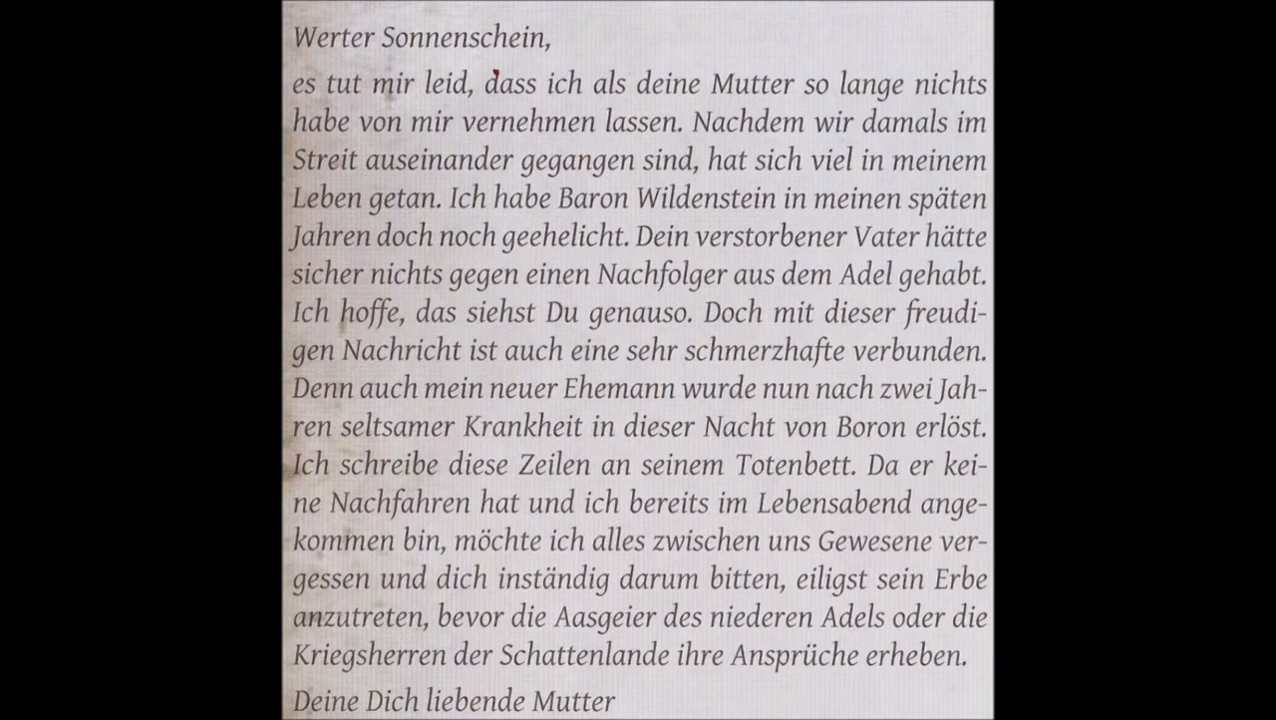 Werter Sonnenschein,
es tut mir leid, dass ich als deine Mutter so lange nichts
habe von mir vernehmen lassen. Nachdem wir damals im
Streit auseinander gegangen sind, hat sich viel in meinem
Leben getan. Ich habe Baron Wildenstein in meinen späten
Jahren doch noch geehelicht. Dein verstorbener Vater hätte
sicher nichts gegen einen Nachfolger aus dem Adel gehabt.
Ich hoffe, das siehst Du genauso. Doch mit dieser freudi-
gen Nachricht ist auch eine sehr schmerzhafte verbunden.
Denn auch mein neuer Ehemann wurde nun nach zwei Jah-
ren seltsamer Krankheit in dieser Nacht von Boron erlöst.
Ich schreibe diese Zeilen an seinem Totenbett. Da er kei-
ne Nachfahren hat und ich bereits im Lebensabend ange-
kommen bin, möchte ich alles zwischen uns Gewesene ver-
gessen und dich inständig darum bitten, eiligst sein Erbe
anzutreten, bevor die Aasgeier des niederen Adels oder die
Kriegsherren der Schattenlande ihre Ansprüche erheben.
Deine Dich liebende Mutter